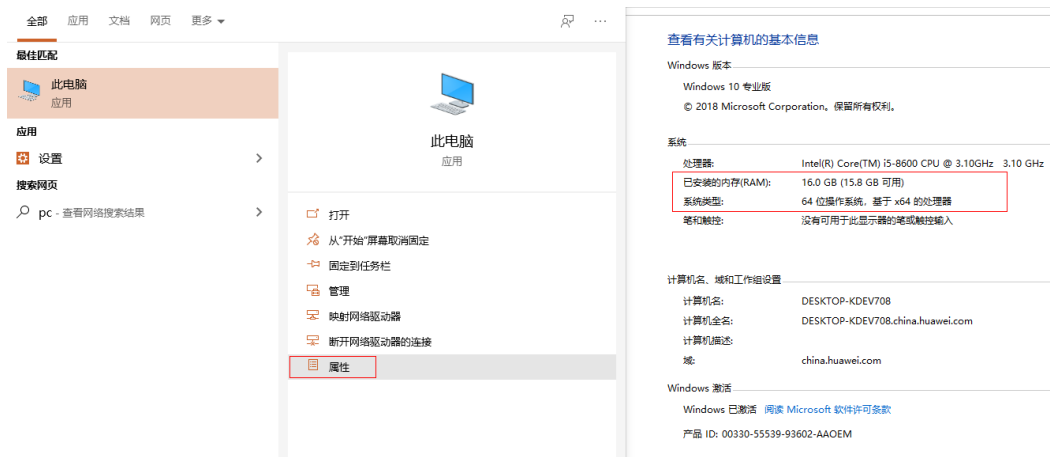 全部 应用 文档 网页 更多
最佳匹配
此电脑
应用
应用
设置
搜索网页
pc - 查看网络搜索结果
此电脑
应用
打开
从"开始"屏幕取消固定
固定到任务栏
管理
映射网络驱动器
断开网络驱动器的连接
属性
查看有关计算机的基本信息
Windows 版本
Windows 10 专业版
© 2018 Microsoft Corporation。保留所有权利。
系统
处理器: Intel(R) Core(TM) i5-8600 CPU @ 3.10GHz 3.10 GHz
已安装的内存(RAM): 16.0 GB (15.8 GB 可用)
系统类型: 64 位操作系统，基于 x64 的处理器
笔和触控: 没有可用于此显示器的笔或触控输入
计算机名、域和工作组设置
计算机名: DESKTOP-KDEV708
计算机全名: DESKTOP-KDEV708.china.huawei.com
计算机描述:
域: china.huawei.com
Windows 激活
Windows 已激活 阅读 Microsoft 软件许可条款
产品 ID: 00330-55539-93602-AAOEM